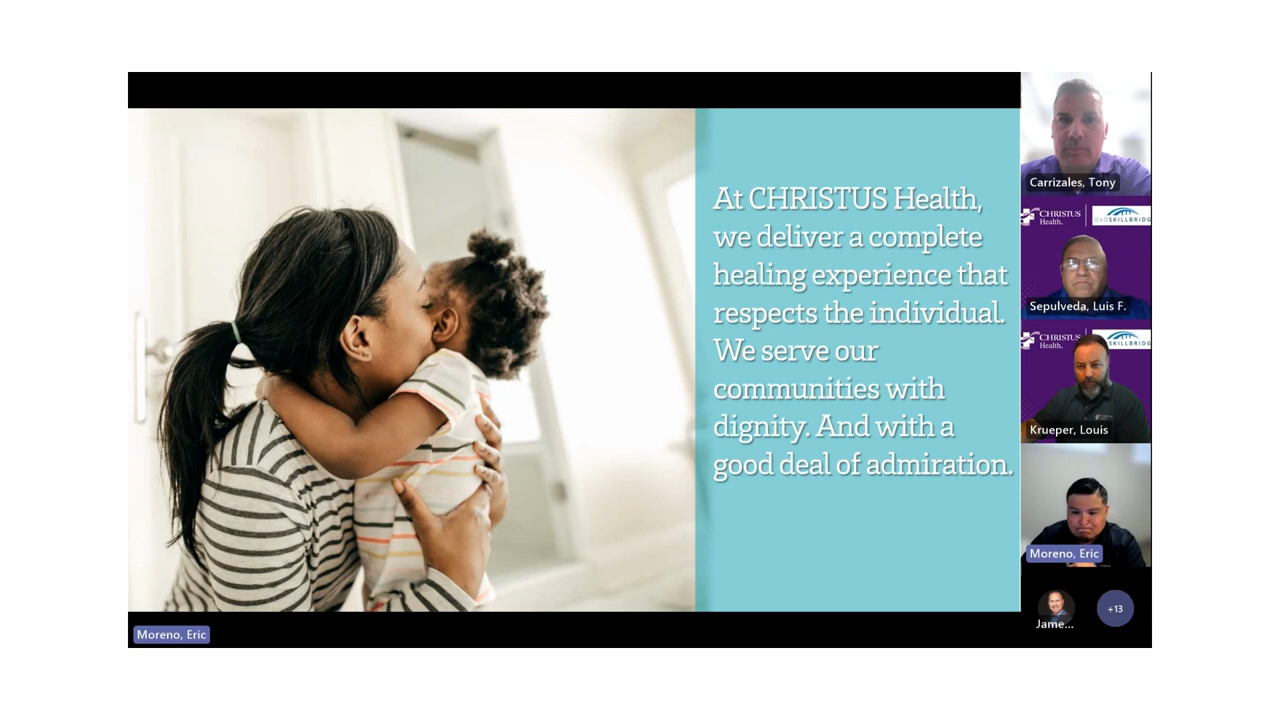 At CHRISTUS Health,
we deliver a complete
healing experience that
respects the individual.
We serve our
communities with
dignity. And with a
good deal of admiration.
Moreno, Eric
Carrizales, Tony
CHRISTUS
Health.
DoDSKILLBRIDG
Sepulveda, Luis F.
CHRISTUS
Health.
SKILLBRIDG
Krueper, Louis
Moreno, Eric
Jame...
+13